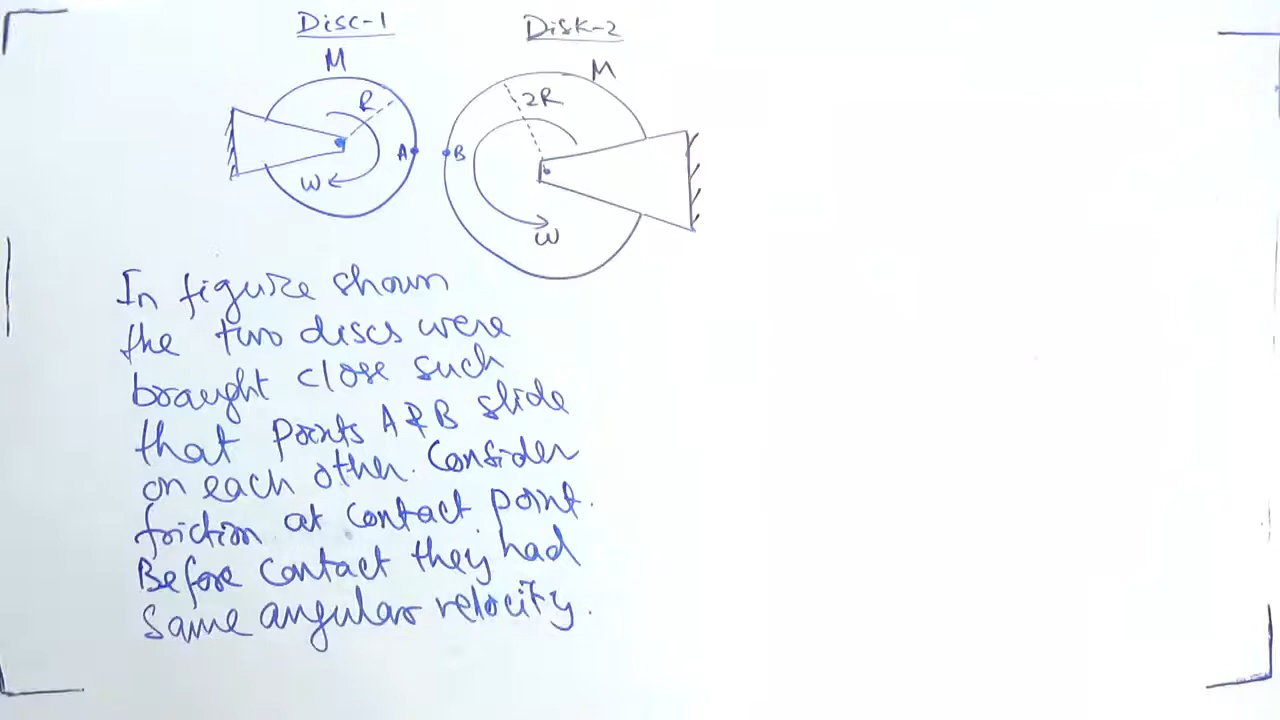 Disc-1 Disk-2
M M
R 2R
A B
W W
In figure shown
the two discs were
braught close such
that points A & B slide
on each other. Consider
friction at contact point.
Before contact they had
same angular velocity.